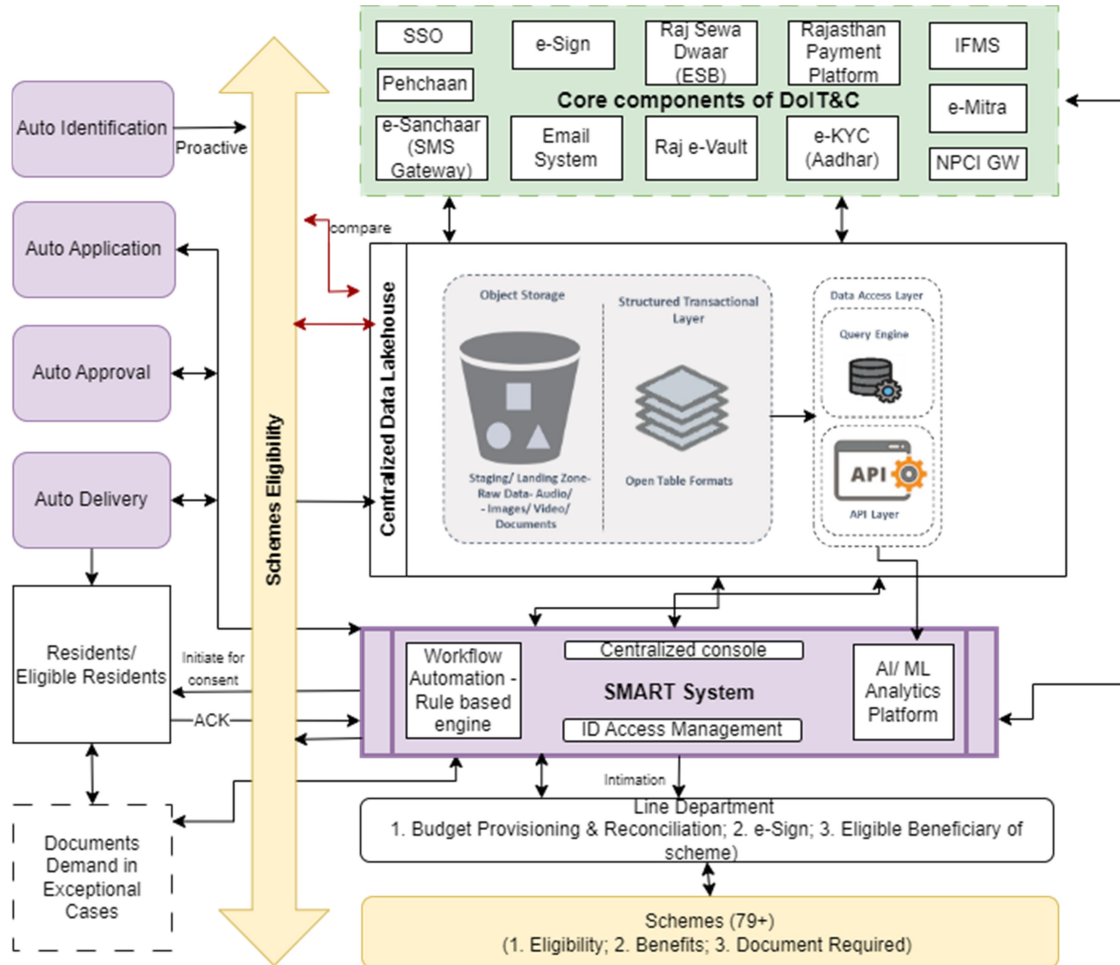 SSO
e-Sign
Raj Sewa
Dwaar
(ESB)
Rajasthan
Payment
Platform
IFMS
Pehchaan
Core components of DoIT&C
e-Mitra
e-Sanchaar
(SMS
Gateway)
Email
System
Raj e-Vault
e-KYC
(Aadhar)
NPCI GW
Auto Identification
Proactive
Auto Application
Auto Approval
Auto Delivery
Schemes Eligibility
compare
Centralized Data Lakehouse
Object Storage
Structured Transactional
Layer
Data Access Layer
Query Engine
Staging/ Landing Zone-
Raw Data- Audio/
- Images/ Video/
Documents
Open Table Formats
API
API Layer
Residents/
Eligible Residents
Initiate for
consent
ACK
Workflow
Automation -
Rule based
engine
Centralized console
SMART System
ID Access Management
AI/ ML
Analytics
Platform
Intimation
Documents
Demand in
Exceptional
Cases
Line Department
1. Budget Provisioning & Reconciliation; 2. e-Sign; 3. Eligible Beneficiary of
scheme)
Schemes (79+)
(1. Eligibility; 2. Benefits; 3. Document Required)